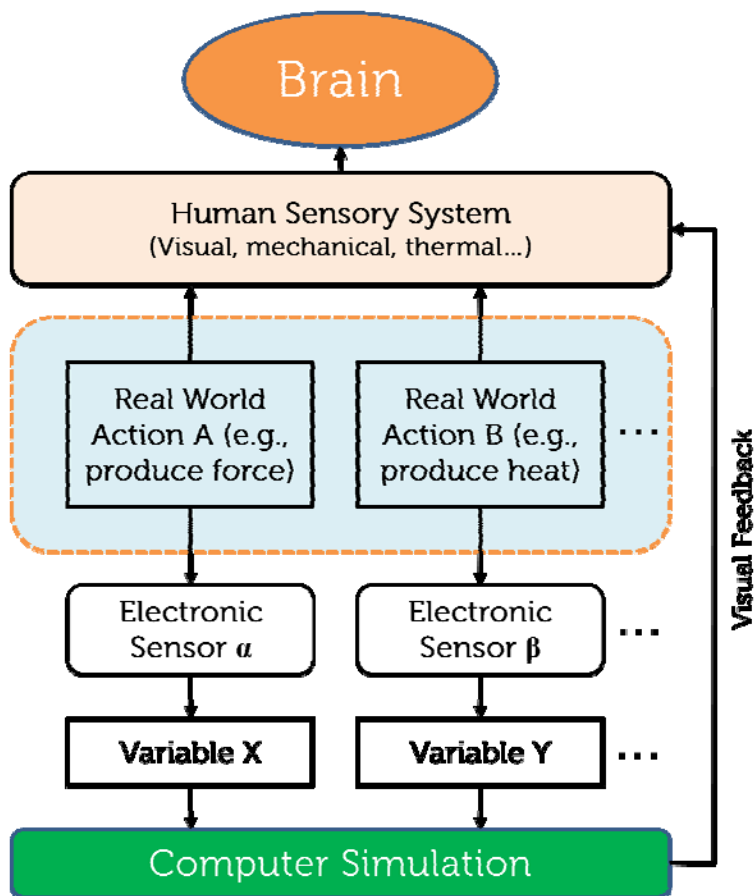 Brain
Human Sensory System
(Visual, mechanical, thermal...)
Real World
Action A (e.g.,
produce force)
Real World
Action B (e.g.,
produce heat)
...
Electronic
Sensor α
Electronic
Sensor β
...
Variable X
Variable Y
...
Computer Simulation
Visual Feedback